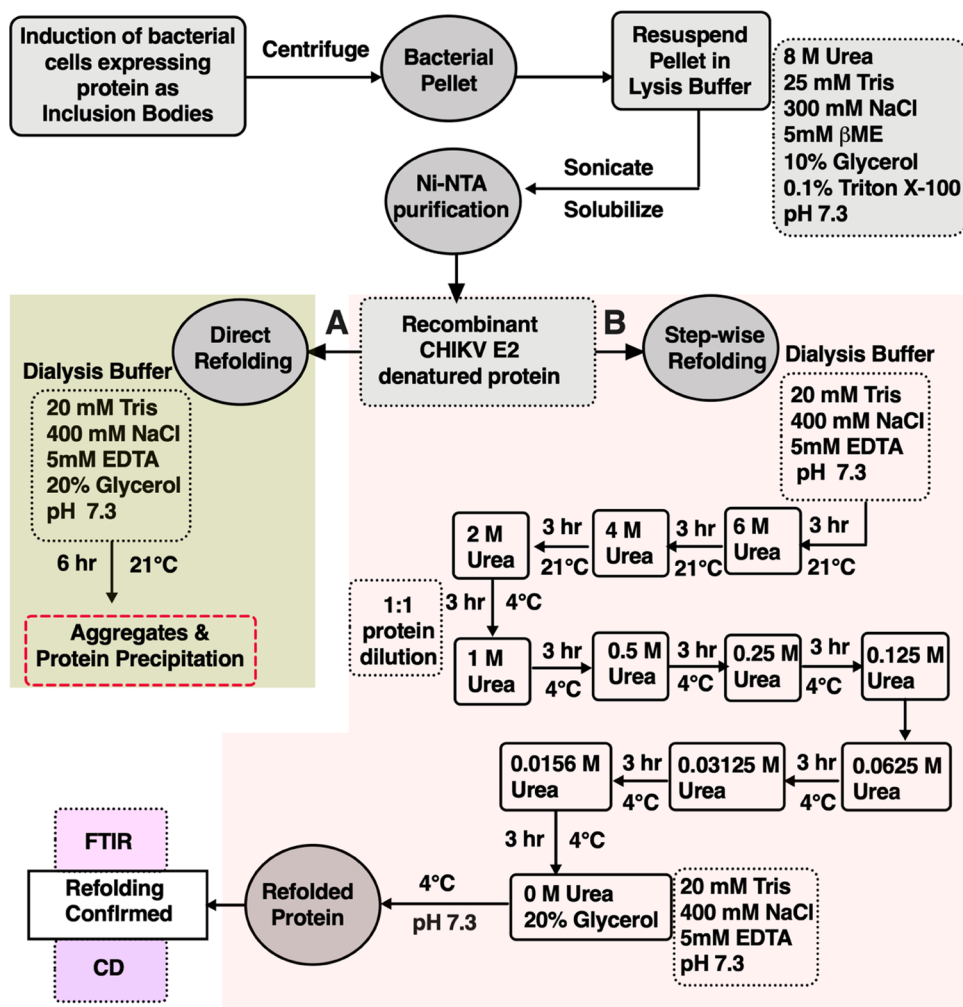 Induction of bacterial
cells expressing
protein as
Inclusion Bodies
Centrifuge
Bacterial
Pellet
Resuspend
Pellet in
Lysis Buffer
8 M Urea
25 mM Tris
300 mM NaCl
5mM βME
10% Glycerol
0.1% Triton X-100
pH 7.3
Sonicate
Solubilize
Ni-NTA
purification
Recombinant
CHIKV E2
denatured protein
A
Direct
Refolding
Dialysis Buffer
20 mM Tris
400 mM NaCl
5mM EDTA
20% Glycerol
pH 7.3
6 hr
21°C
Aggregates &
Protein Precipitation
B
Step-wise
Refolding
Dialysis Buffer
20 mM Tris
400 mM NaCl
5mM EDTA
pH 7.3
3 hr
21°C
6 M
Urea
3 hr
21°C
4 M
Urea
3 hr
21°C
2 M
Urea
1:1
protein
dilution
3 hr
4°C
1 M
Urea
3 hr
4°C
0.5 M
Urea
3 hr
4°C
0.25 M
Urea
3 hr
4°C
0.125 M
Urea
0.0625 M
Urea
3 hr
4°C
0.03125 M
Urea
3 hr
4°C
0.0156 M
Urea
3 hr
4°C
0 M Urea
20% Glycerol
20 mM Tris
400 mM NaCl
5mM EDTA
pH 7.3
4°C
pH 7.3
Refolded
Protein
FTIR
Refolding
Confirmed
CD